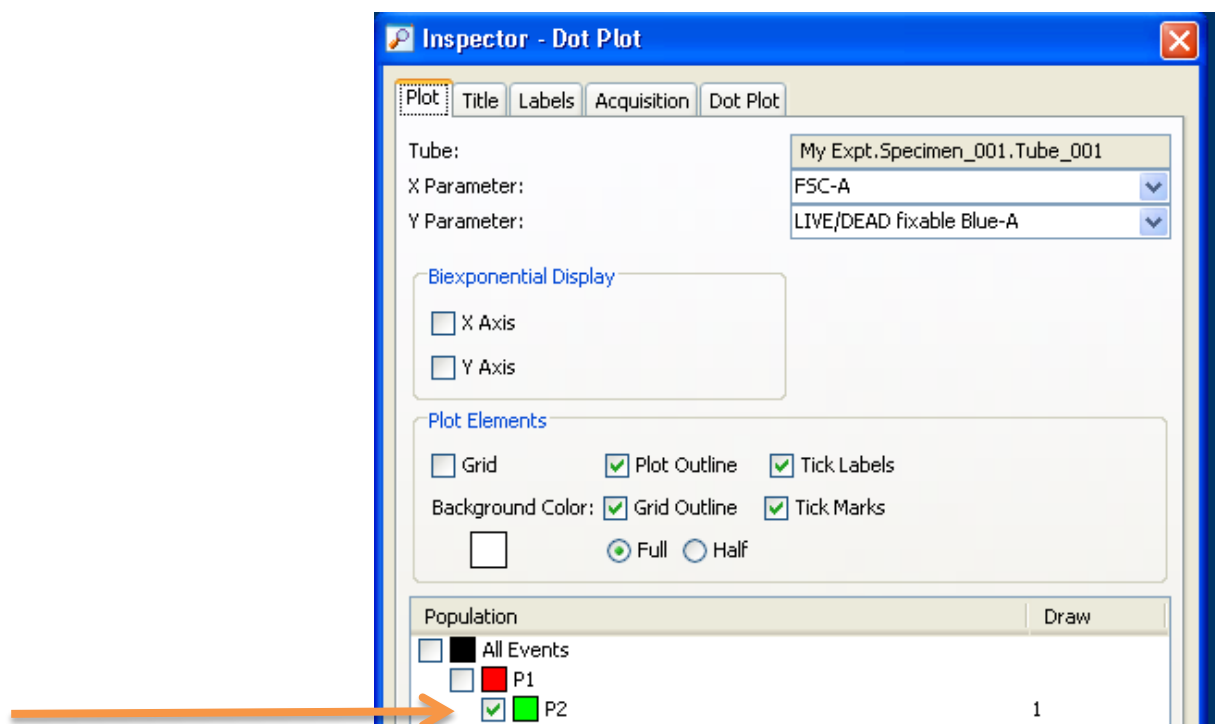 Inspector - Dot Plot
Plot Title Labels Acquisition Dot Plot
Tube: My Expt.Specimen_001.Tube_001
X Parameter: FSC-A
Y Parameter: LIVE/DEAD fixable Blue-A
Biexponential Display
X Axis
Y Axis
Plot Elements
Grid Plot Outline Tick Labels
Background Color: Grid Outline Tick Marks
Full Half
Population Draw
All Events
P1
P2 1